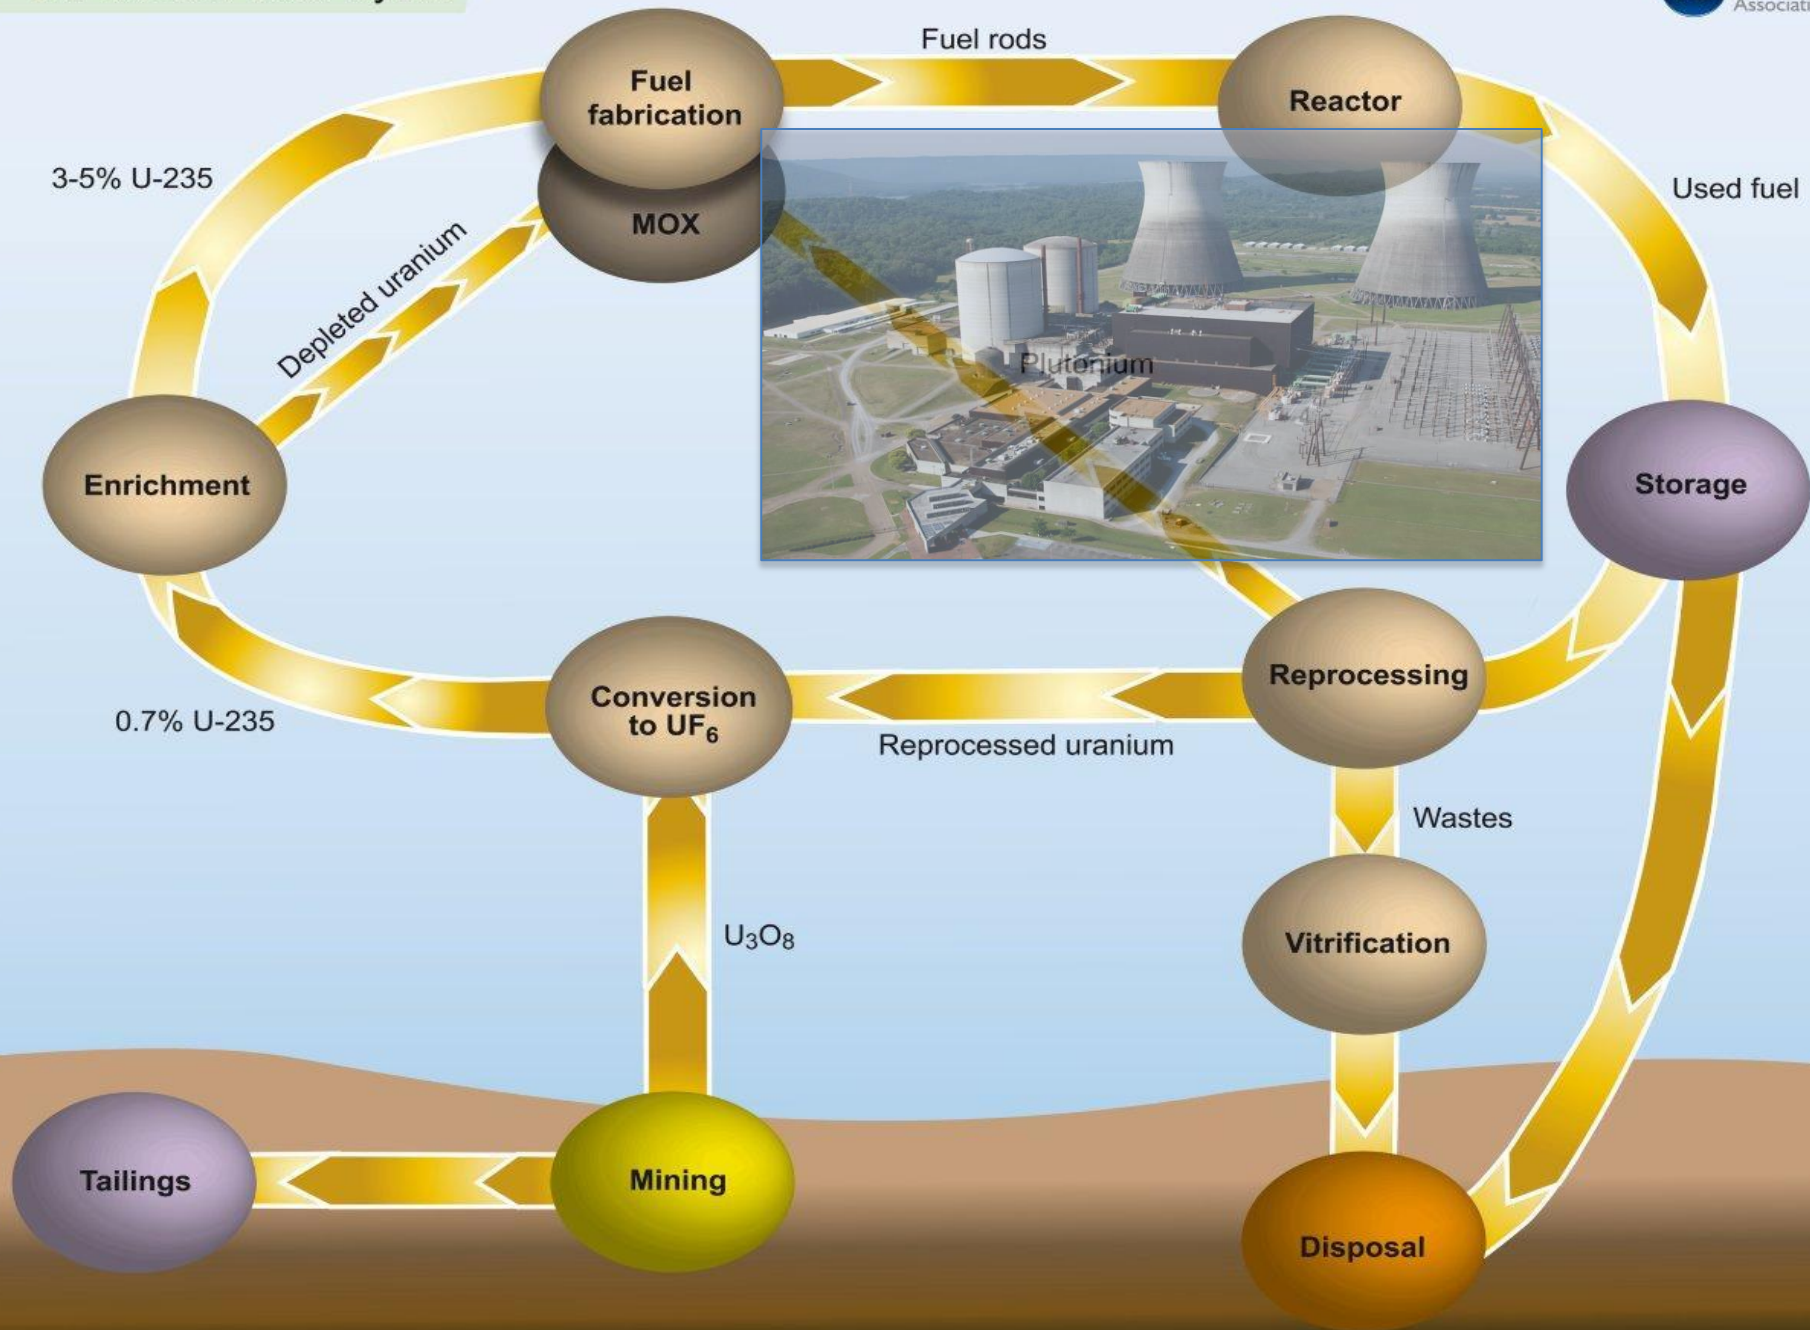 Associati
Fuel rods
Fuel
fabrication
Reactor
3-5% U-235
Used fuel
MOX
Depleted uranium
Plutonium
Enrichment
Storage
Conversion
to UF₆
Reprocessing
0.7% U-235
Reprocessed uranium
Wastes
U₃O₈
Vitrification
Tailings
Mining
Disposal